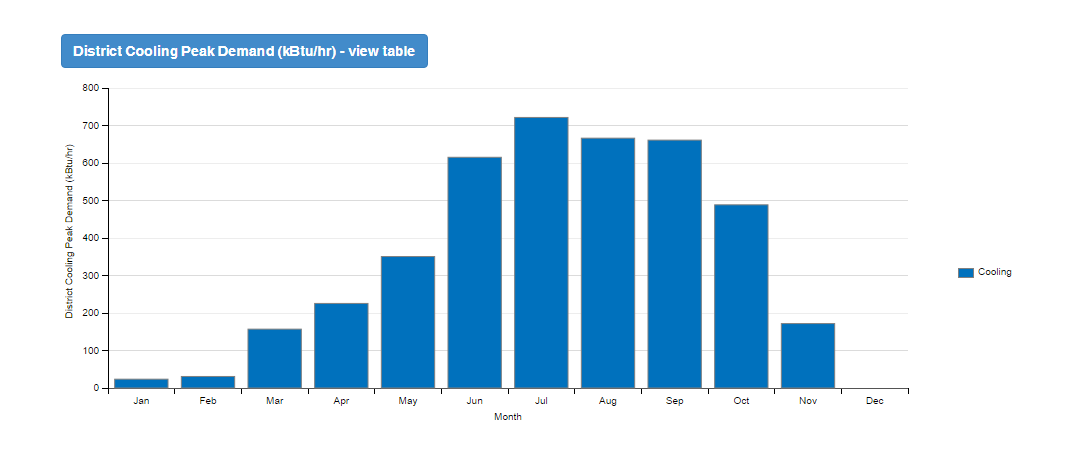 District Cooling Peak Demand (kBtu/hr) - view table
800
700
600
500
400
300
200
100
0
District Cooling Peak Demand (kBtu/hr)
Jan Feb Mar Apr May Jun Jul Aug Sep Oct Nov Dec
Month
Cooling